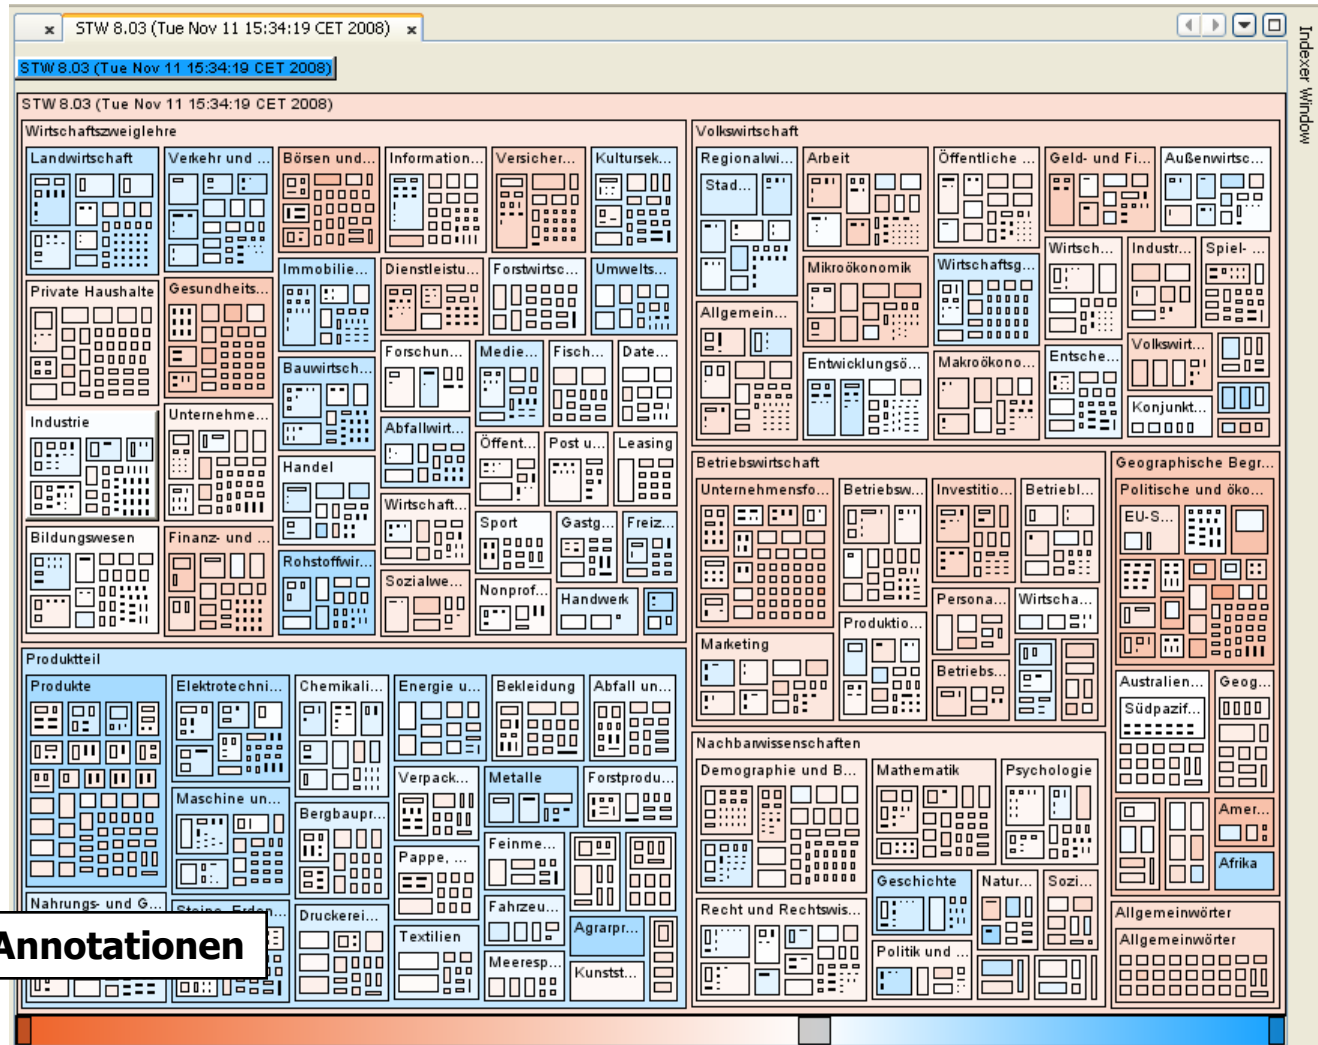 STW 8.03 (Tue Nov 11 15:34:19 CET 2008)
Indexer Window
STW 8.03 (Tue Nov 11 15:34:19 CET 2008)
STW 8.03 (Tue Nov 11 15:34:19 CET 2008)
Wirtschaftszweiglehre
Landwirtschaft
Verkehr und ...
Börsen und...
Information...
Versicher...
Kultursek...
Immobilie...
Dienstleistu...
Forstwirtsc...
Umwelts...
Private Haushalte
Gesundheits...
Forschun...
Medie...
Fisch...
Date...
Bauwirtsch...
Industrie
Unternehme...
Abfallwirt...
Öffent...
Post u...
Leasing
Handel
Wirtschaft...
Sport
Gastg...
Freiz...
Bildungswesen
Finanz- und ...
Rohstoffwir...
Sozialwe...
Nonprof...
Handwerk
Volkswirtschaft
Regionalwi...
Stad...
Arbeit
Öffentliche ...
Geld- und Fi...
Außenwirtsc...
Mikroökonomik
Wirtschaftsg...
Wirtsch...
Industr...
Spiel- ...
Allgemein...
Entwicklungsö...
Makroökono...
Entsche...
Volkswirt...
Konjunkt...
Betriebswirtschaft
Unternehmensfo...
Betriebsw...
Investitio...
Betriebl...
Persona...
Wirtscha...
Marketing
Produktio...
Betriebs...
Geographische Begr...
Politische und öko...
EU-S...
Australien...
Südpazif...
Geog...
Amer...
Afrika
Produktteil
Produkte
Elektrotechni...
Chemikali...
Energie u...
Bekleidung
Abfall un...
Maschine un...
Bergbaupr...
Verpack...
Metalle
Forstprodu...
Pappe, ...
Feinme...
Nahrungs- und G...
Steine, Erden...
Druckerei...
Textilien
Fahrzeu...
Agrarpr...
Meeresp...
Kunstst...
Nachbarwissenschaften
Demographie und B...
Mathematik
Psychologie
Geschichte
Natur...
Sozi...
Recht und Rechtswis...
Politik und ...
Allgemeinwörter
Allgemeinwörter
Annotationen